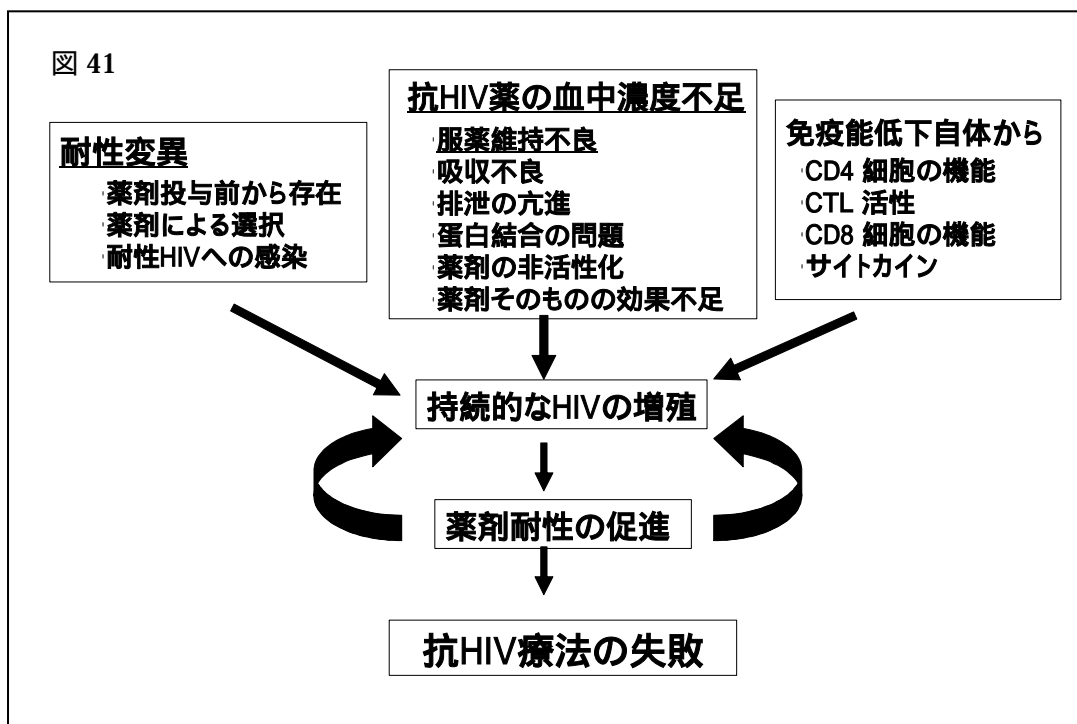 図 41
耐性変異
・薬剤投与前から存在
・薬剤による選択
・耐性HIVへの感染
抗HIV薬の血中濃度不足
・服薬維持不良
・吸収不良
・排泄の亢進
・蛋白結合の問題
・薬剤の非活性化
・薬剤そのものの効果不足
免疫能低下自体から
・CD4 細胞の機能
・CTL 活性
・CD8 細胞の機能
・サイトカイン
持続的なHIVの増殖
薬剤耐性の促進
抗HIV療法の失敗